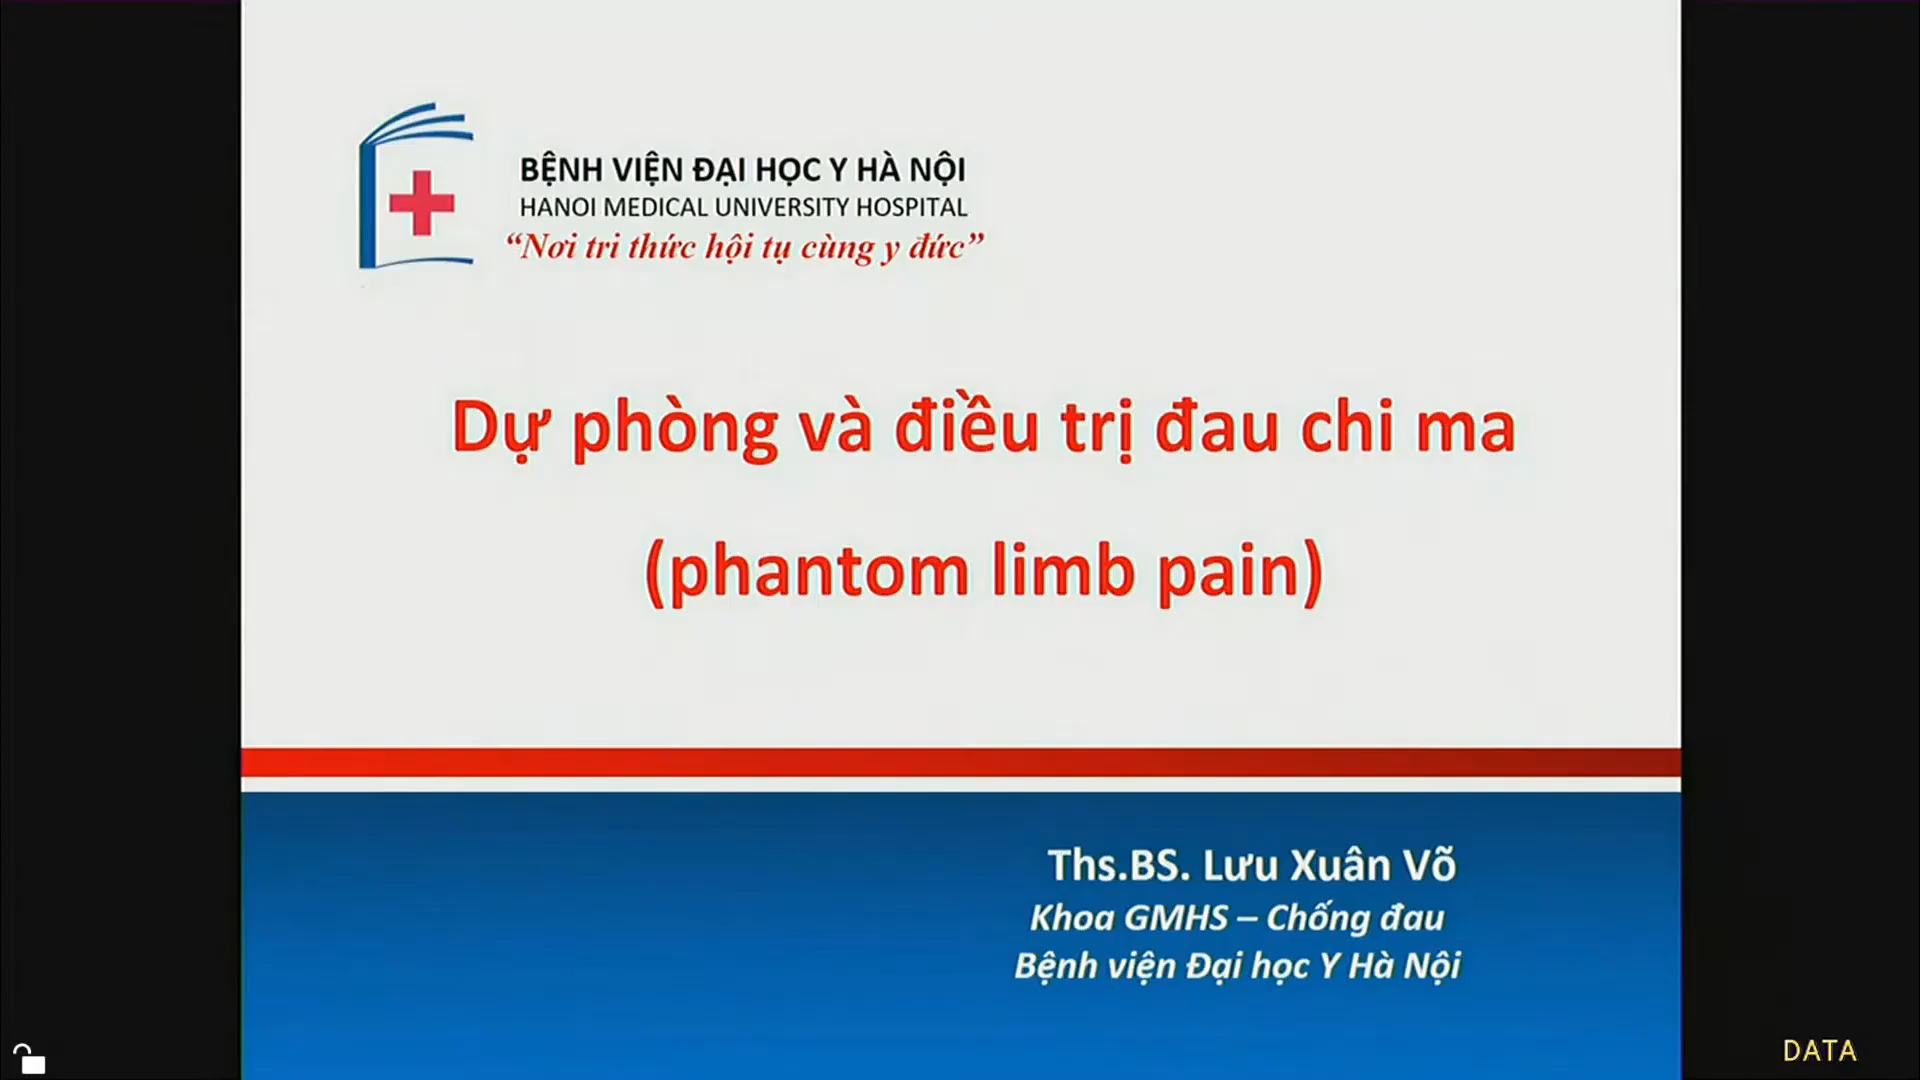 BỆNH VIỆN ĐẠI HỌC Y HÀ NỘI
HANOI MEDICAL UNIVERSITY HOSPITAL
“Nơi tri thức hội tụ cùng y đức”
Dự phòng và điều trị đau chi ma
(phantom limb pain)
Ths.BS. Lưu Xuân Võ
Khoa GMHS – Chống đau
Bệnh viện Đại học Y Hà Nội
DATA